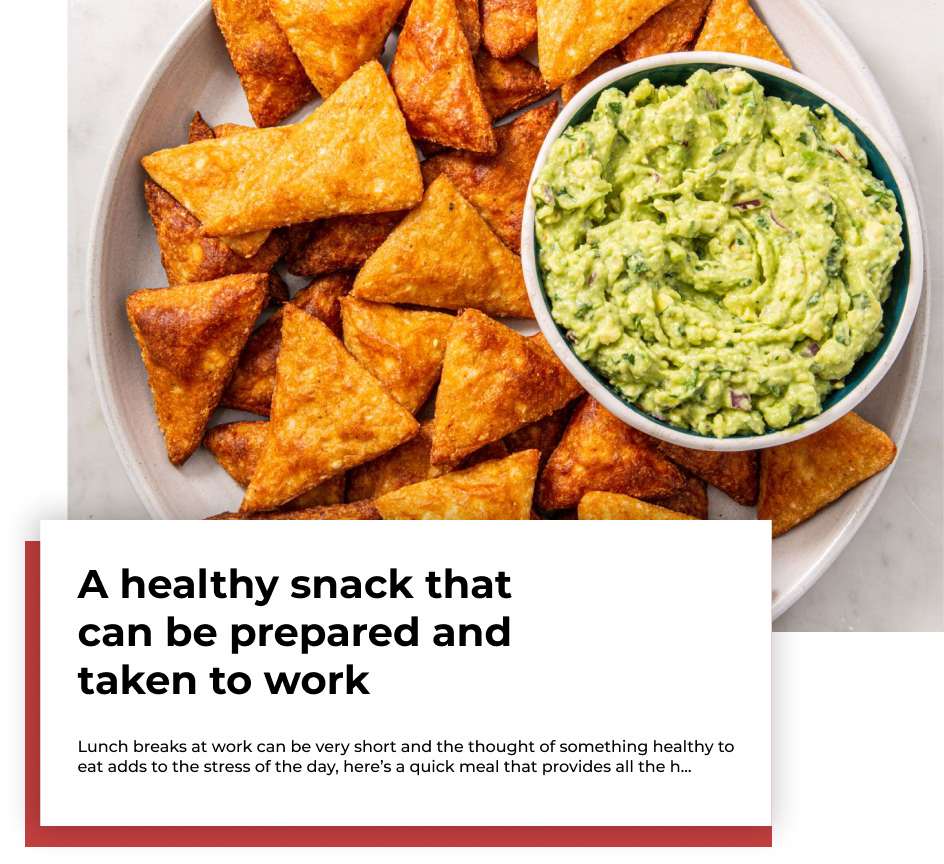 A healthy snack that
can be prepared and
taken to work
Lunch breaks at work can be very short and the thought of something healthy to
eat adds to the stress of the day, here’s a quick meal that provides all the h...